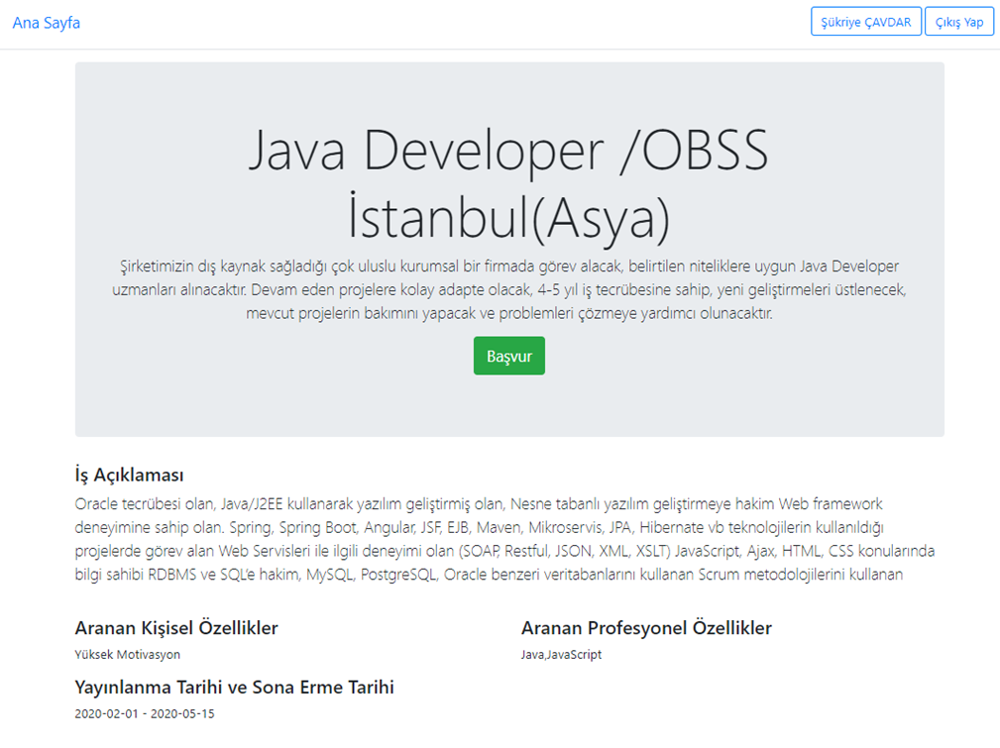 Ana Sayfa
Şükriye ÇAVDAR
Çıkış Yap
Java Developer /OBSS
İstanbul(Asya)
Şirketimizin dış kaynak sağladığı çok uluslu kurumsal bir firmada görev alacak, belirtilen niteliklere uygun Java Developer
uzmanları alınacaktır. Devam eden projelere kolay adapte olacak, 4-5 yıl iş tecrübesine sahip, yeni geliştirmeleri üstlenecek,
mevcut projelerin bakımını yapacak ve problemleri çözmeye yardımcı olunacaktır.
Başvur
İş Açıklaması
Oracle tecrübesi olan, Java/J2EE kullanarak yazılım geliştirmiş olan, Nesne tabanlı yazılım geliştirmeye hakim Web framework
deneyimine sahip olan. Spring, Spring Boot, Angular, JSF, EJB, Maven, Mikroservis, JPA, Hibernate vb teknolojilerin kullanıldığı
projelerde görev alan Web Servisleri ile ilgili deneyimi olan (SOAP, Restful, JSON, XML, XSLT) JavaScript, Ajax, HTML, CSS konularında
bilgi sahibi RDBMS ve SQL'e hakim, MySQL, PostgreSQL, Oracle benzeri veritabanlarını kullanan Scrum metodolojilerini kullanan
Aranan Kişisel Özellikler
Yüksek Motivasyon
Aranan Profesyonel Özellikler
Java,JavaScript
Yayınlanma Tarihi ve Sona Erme Tarihi
2020-02-01 - 2020-05-15